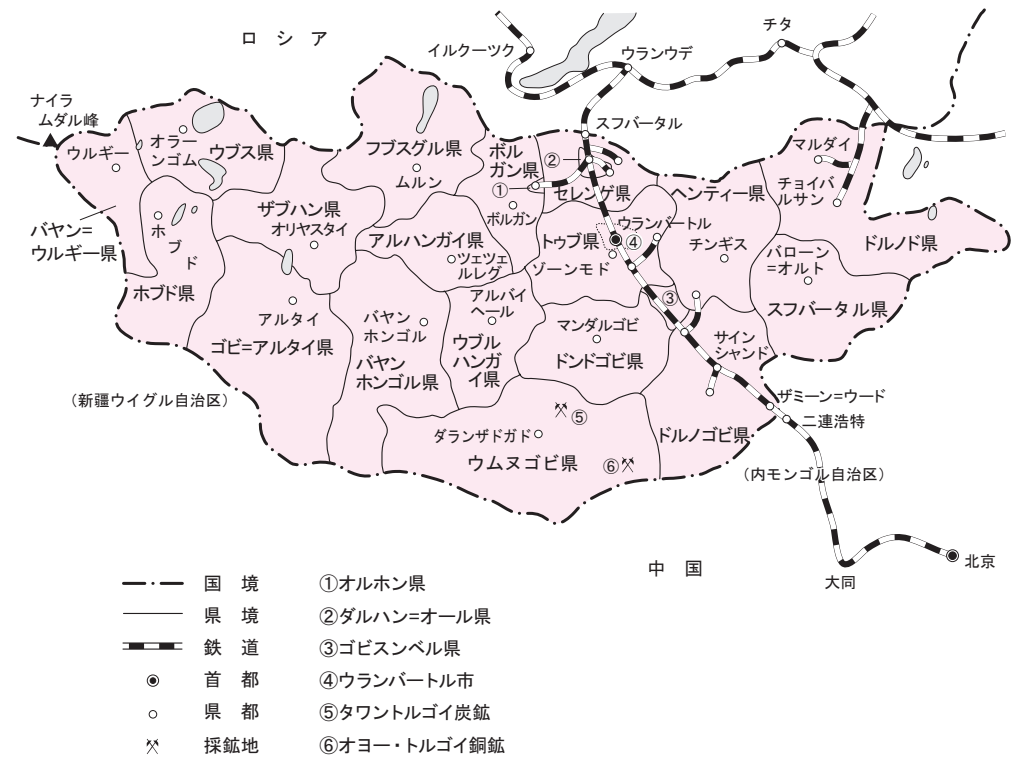 ロシア
イルクーツク
ウランウデ
チタ
ナイラ
ムダル峰
スフバータル
ウルギー
オラー
ンゴム
ウブス県
フブスグル県
ムルン
ボル
ガン県
②
①
セレンゲ県
ボルガン
ヘンティー県
マルダイ
チョイバ
ルサン
バヤン=
ウルギー県
ホブド
ザブハン県
オリヤスタイ
アルハンガイ県
ツェツェ
ルレグ
トゥブ県
ウランバートル
④
ゾーンモド
チンギス
バローン
=オルト
ドルノド県
ホブド県
アルタイ
ゴビ=アルタイ県
バヤン
ホンゴル
バヤン
ホンゴル県
アルバイ
ヘール
ウブル
ハンガ
イ県
マンダルゴビ
ドンドゴビ県
③
サイン
シャンド
スフバータル県
(新疆ウイグル自治区)
ザミーン=ウード
二連浩特
⑤
ダランザドガド
ウムヌゴビ県
⑥
ドルノゴビ県
(内モンゴル自治区)
中国
大同
北京
国境
県境
鉄道
首都
県都
採鉱地
①オルホン県
②ダルハン=オール県
③ゴビスンベル県
④ウランバートル市
⑤タワントルゴイ炭鉱
⑥オヨー・トルゴイ銅鉱